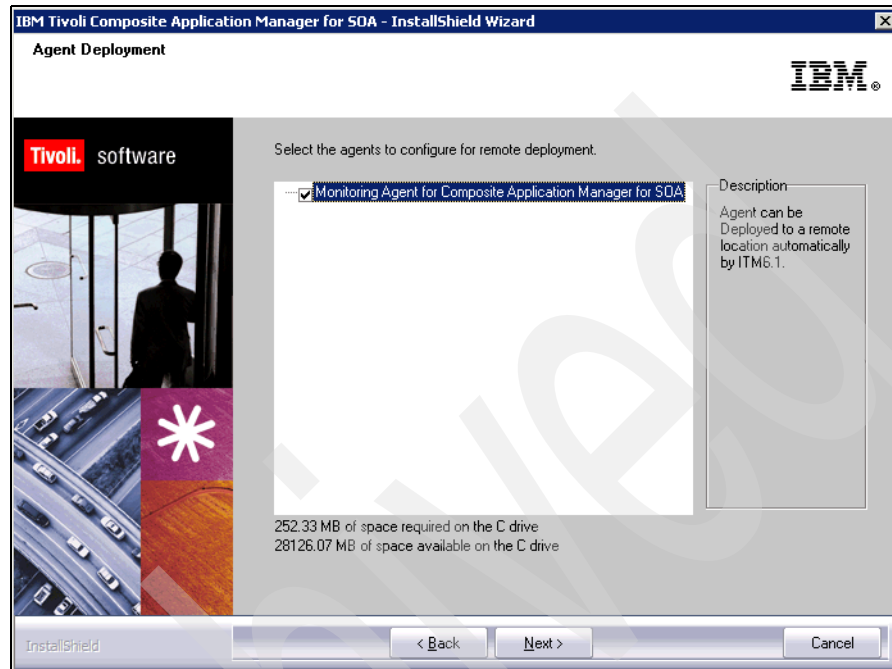 IBM Tivoli Composite Application Manager for SOA - InstallShield Wizard
Agent Deployment
IBM®
Tivoli. software
Select the agents to configure for remote deployment.
Monitoring Agent for Composite Application Manager for SOA
Description
Agent can be
Deployed to a remote
location automatically
by ITM6.1.
252.33 MB of space required on the C drive
28126.07 MB of space available on the C drive
InstallShield
< Back
Next >
Cancel